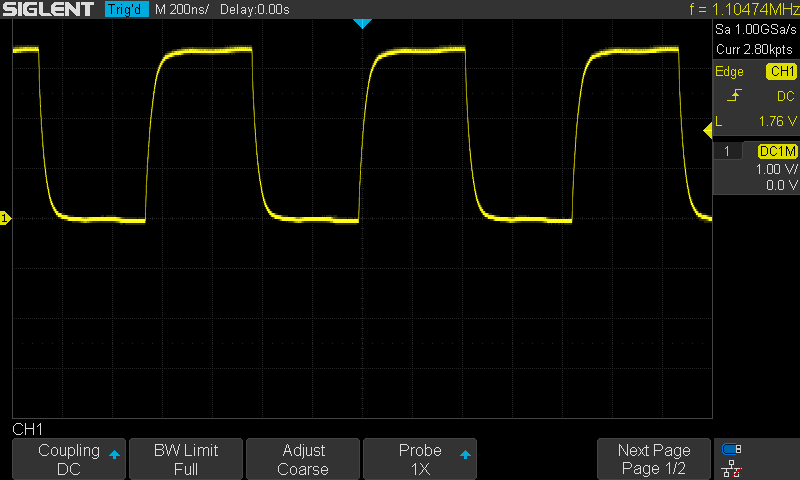 SIGLENT Trig'd M 200ns/ Delay:0.00s f = 1.10474MHz
Sa 1.00GSa/s
Curr 2.80kpts
Edge CH1
DC
L 1.76 V
1 DC1M
1.00 V/
0.0 V
1
CH1
Coupling
DC
BW Limit
Full
Adjust
Coarse
Probe
1X
Next Page
Page 1/2